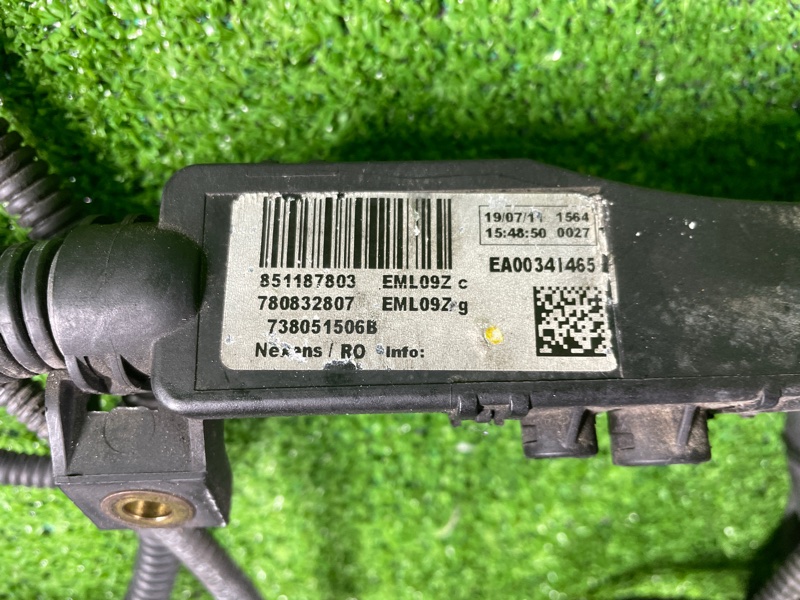 19/07/11 1564
15:48:50 0027
EA00341465
851187803 EML09Z c
780832807 EML09Z g
738051506B
Nexans / RO Info: